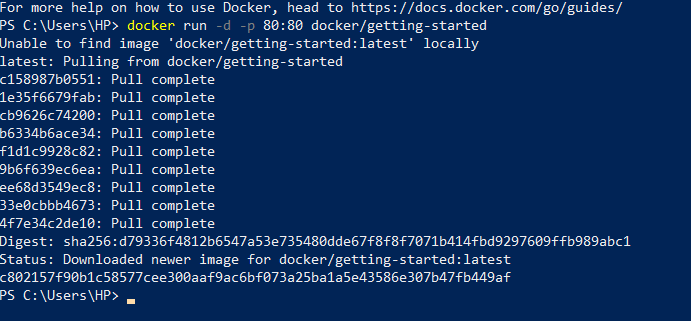 For more help on how to use Docker, head to https://docs.docker.com/go/guides/
PS C:\Users\HP> docker run -d -p 80:80 docker/getting-started
Unable to find image 'docker/getting-started:latest' locally
latest: Pulling from docker/getting-started
c158987b0551: Pull complete
1e35f6679fab: Pull complete
cb9626c74200: Pull complete
b6334b6ace34: Pull complete
f1d1c9928c82: Pull complete
9b6f639ec6ea: Pull complete
ee68d3549ec8: Pull complete
33e0cbbb4673: Pull complete
4f7e34c2de10: Pull complete
Digest: sha256:d79336f4812b6547a53e735480dde67f8f8f7071b414fbd9297609ffb989abc1
Status: Downloaded newer image for docker/getting-started:latest
c802157f90b1c58577cee300aaf9ac6bf073a25ba1a5e43586e307b47fb449af
PS C:\Users\HP>